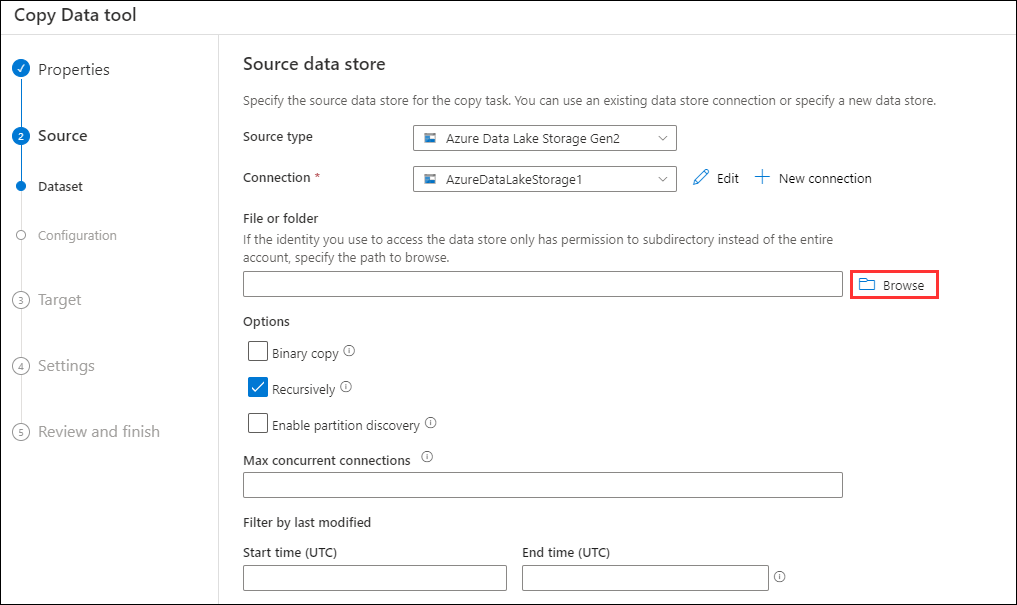 Copy Data tool
Properties
2
Source
Dataset
Configuration
3
Target
4
Settings
5
Review and finish
Source data store
Specify the source data store for the copy task. You can use an existing data store connection or specify a new data store.
Source type
Azure Data Lake Storage Gen2
Connection *
AzureDataLakeStorage1
Edit
New connection
File or folder
If the identity you use to access the data store only has permission to subdirectory instead of the entire
account, specify the path to browse.
Browse
Options
Binary copy
Recursively
Enable partition discovery
Max concurrent connections
Filter by last modified
Start time (UTC)
End time (UTC)